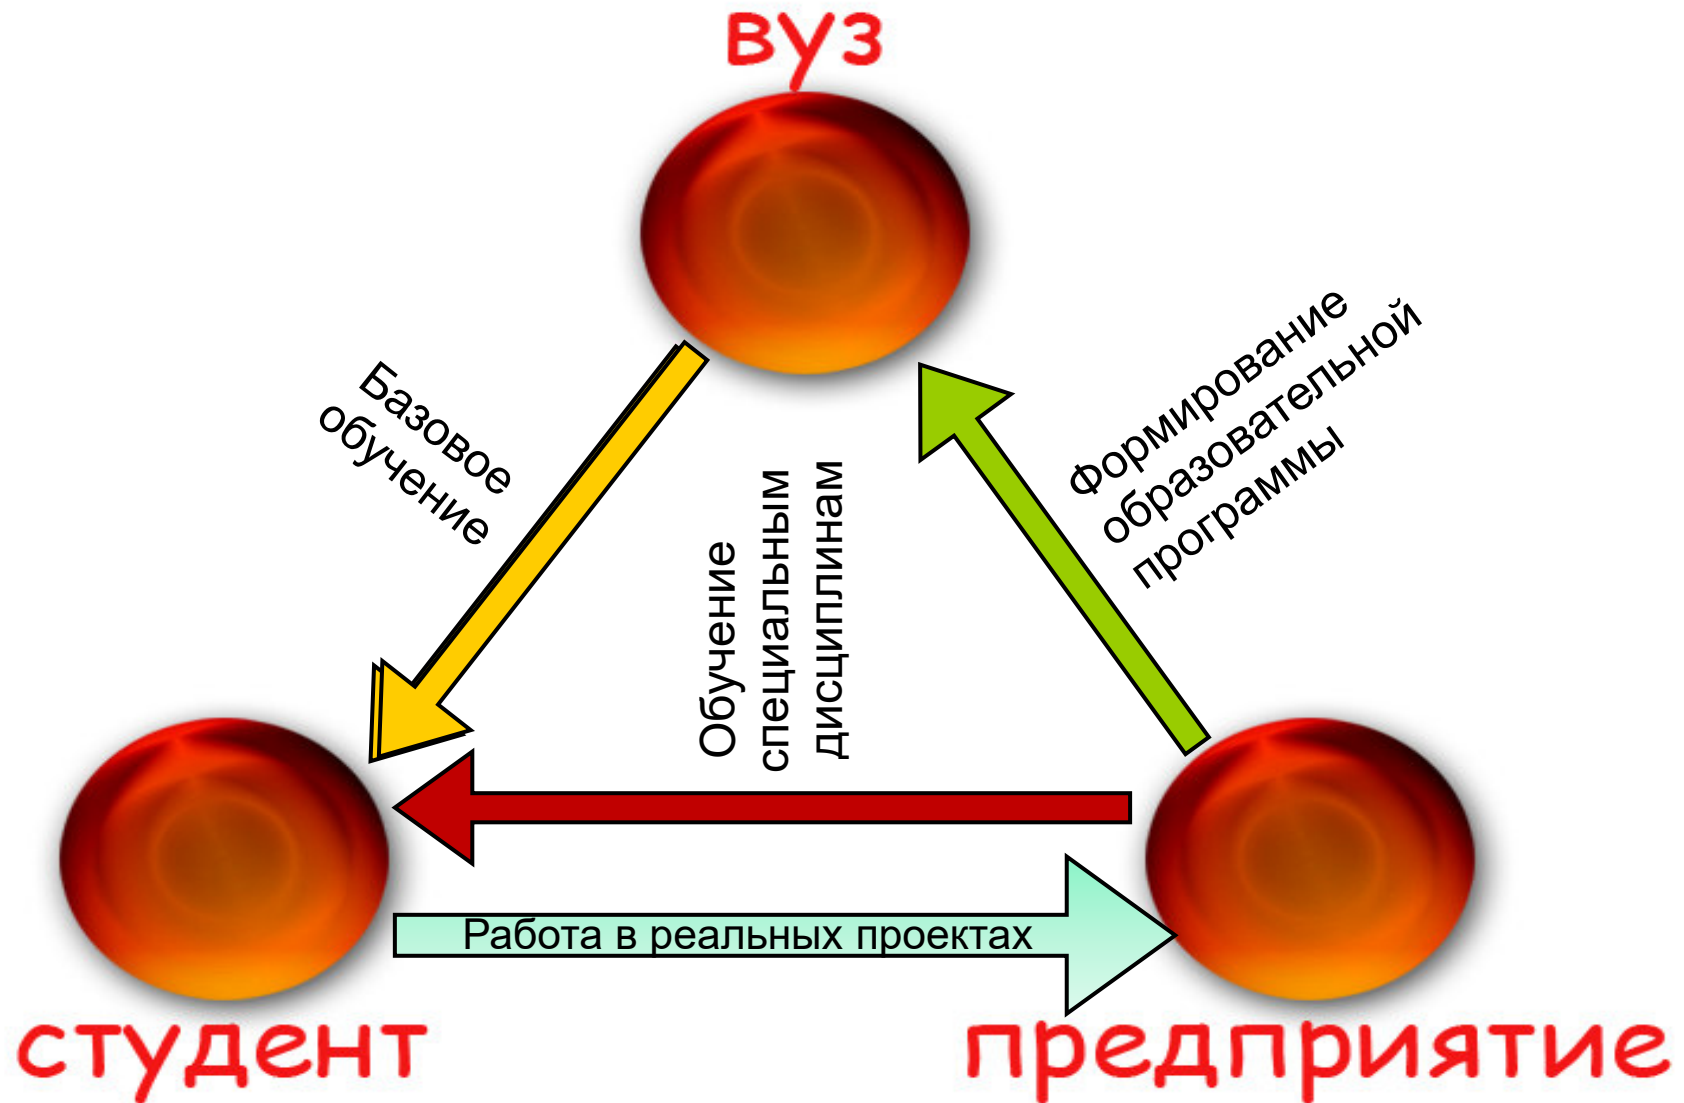 вуз
Базовое
обучение
Формирование
образовательной
программы
Обучение
специальным
дисциплинам
Работа в реальных проектах
студент
предприятие